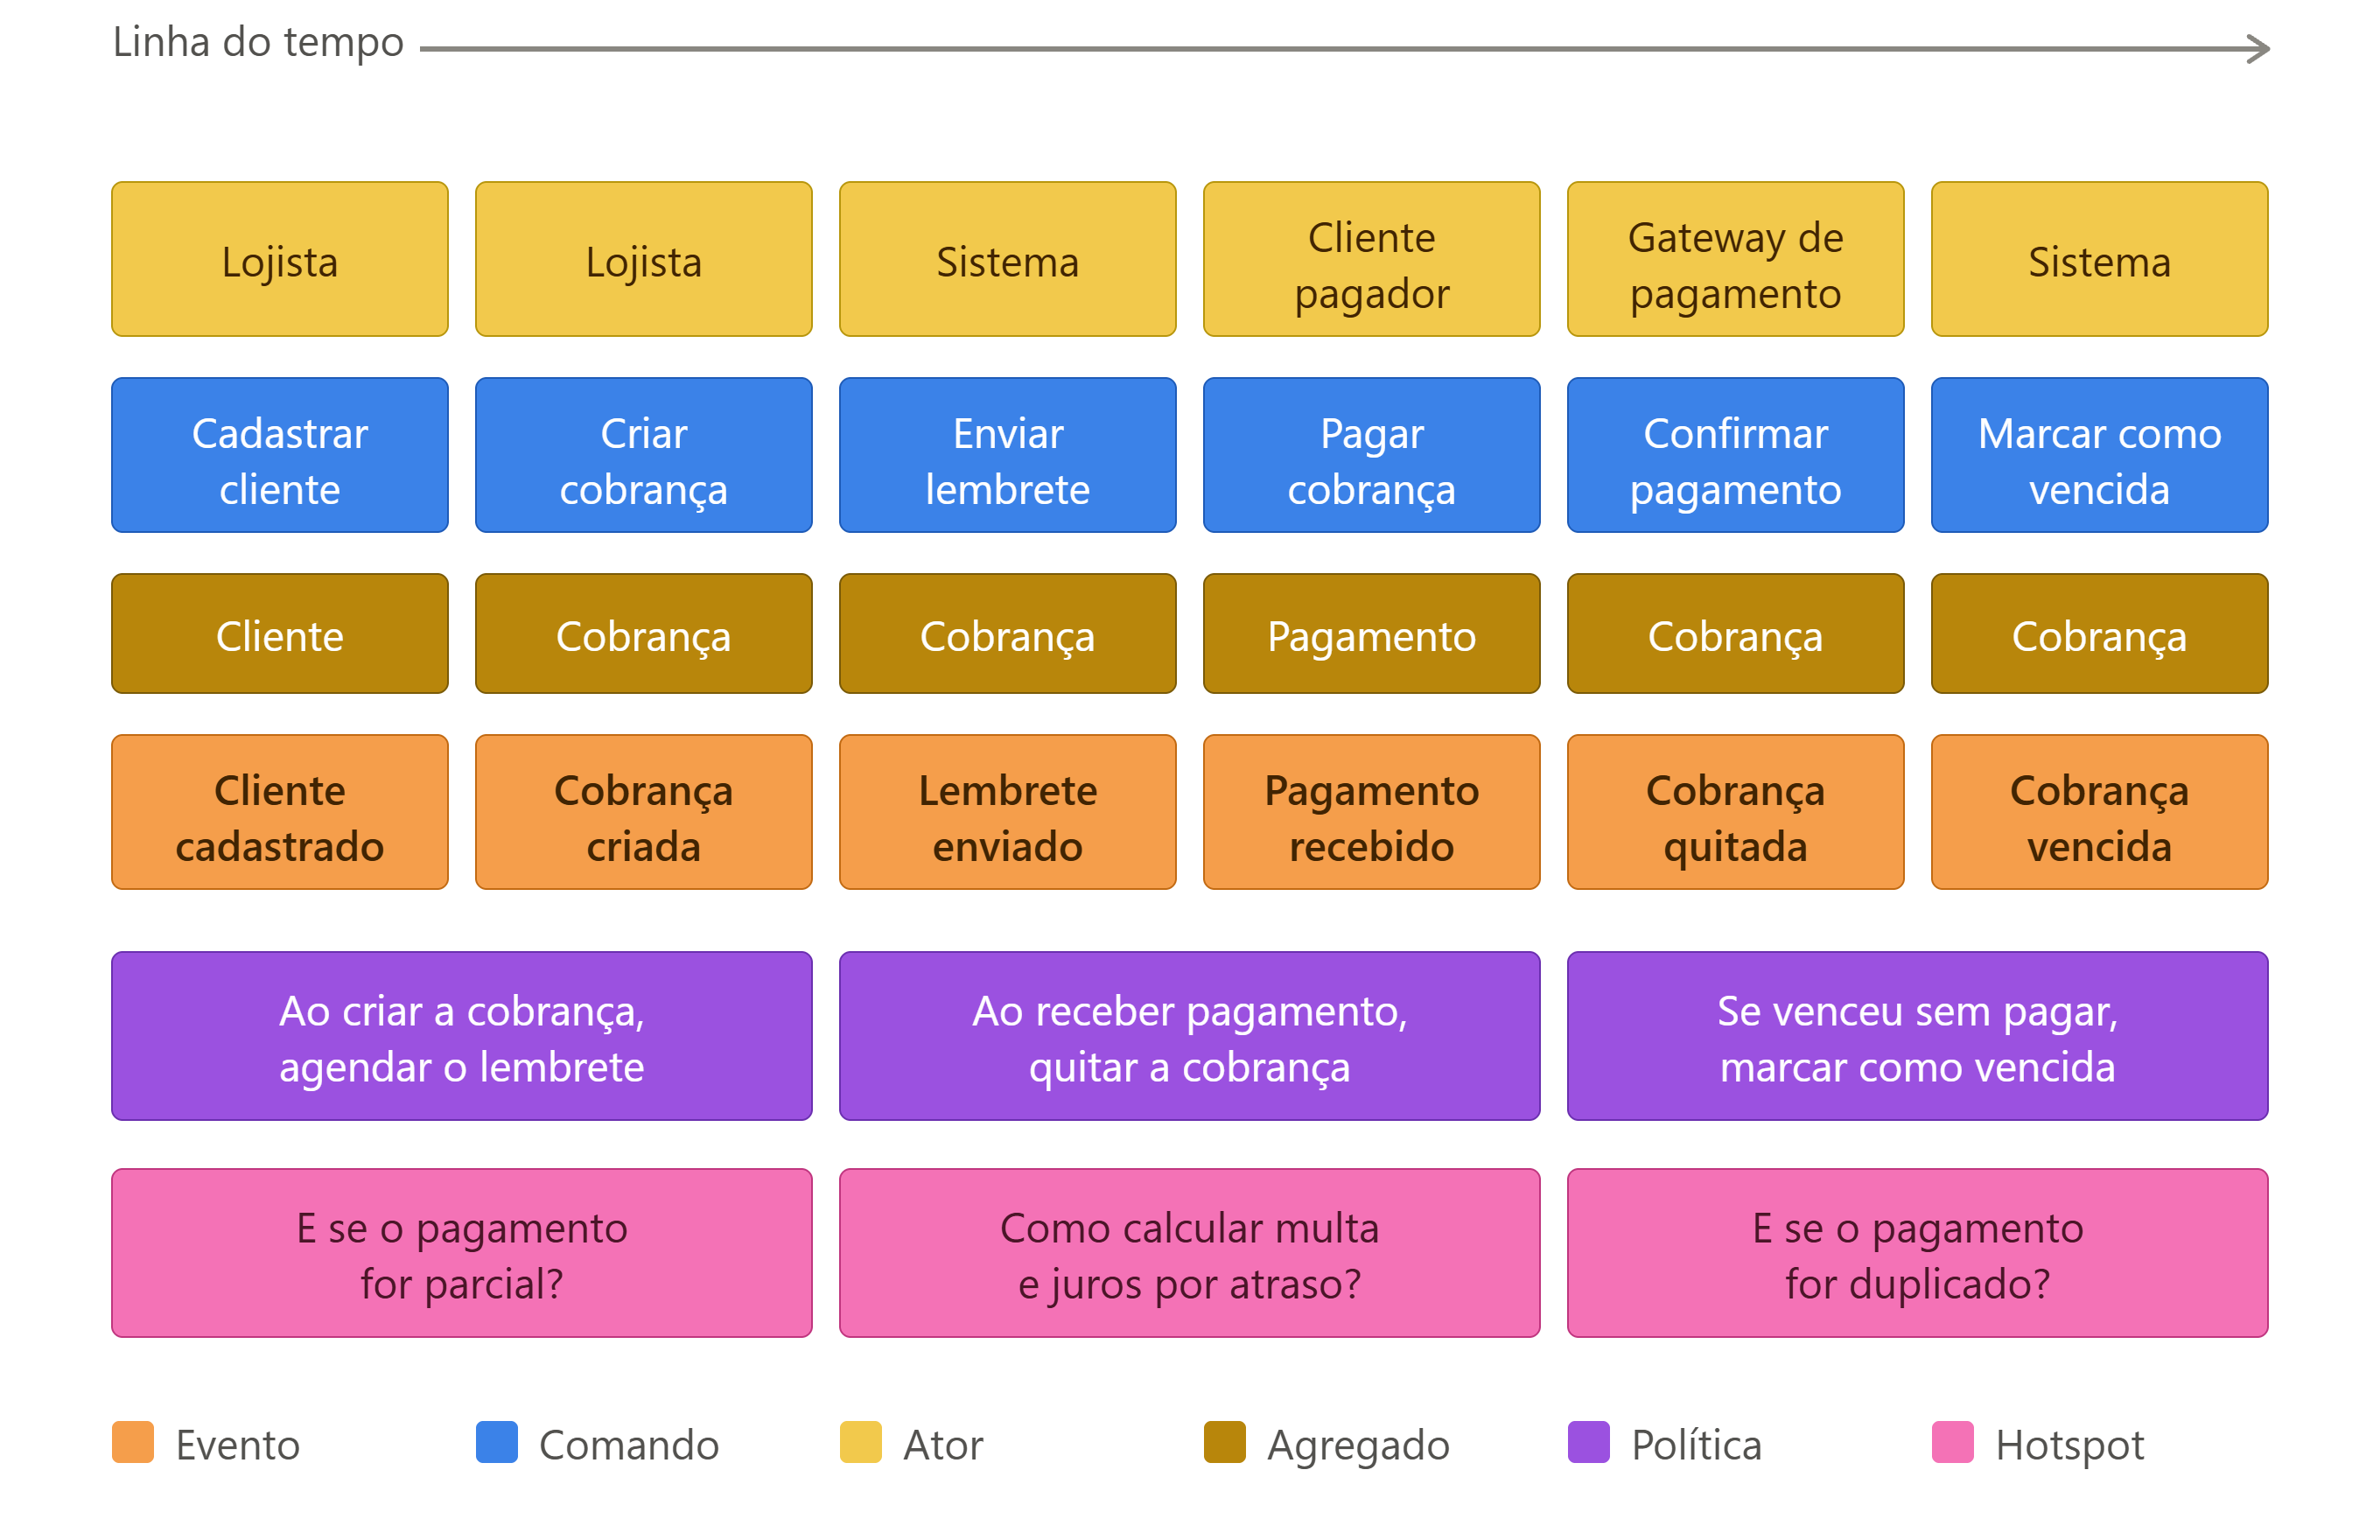 Linha do tempo
Lojista
Lojista
Sistema
Cliente
pagador
Gateway de
pagamento
Sistema
Cadastrar
cliente
Criar
cobrança
Enviar
lembrete
Pagar
cobrança
Confirmar
pagamento
Marcar como
vencida
Cliente
Cobrança
Cobrança
Pagamento
Cobrança
Cobrança
Cliente
cadastrado
Cobrança
criada
Lembrete
enviado
Pagamento
recebido
Cobrança
quitada
Cobrança
vencida
Ao criar a cobrança,
agendar o lembrete
Ao receber pagamento,
quitar a cobrança
Se venceu sem pagar,
marcar como vencida
E se o pagamento
for parcial?
Como calcular multa
e juros por atraso?
E se o pagamento
for duplicado?
Evento
Comando
Ator
Agregado
Política
Hotspot